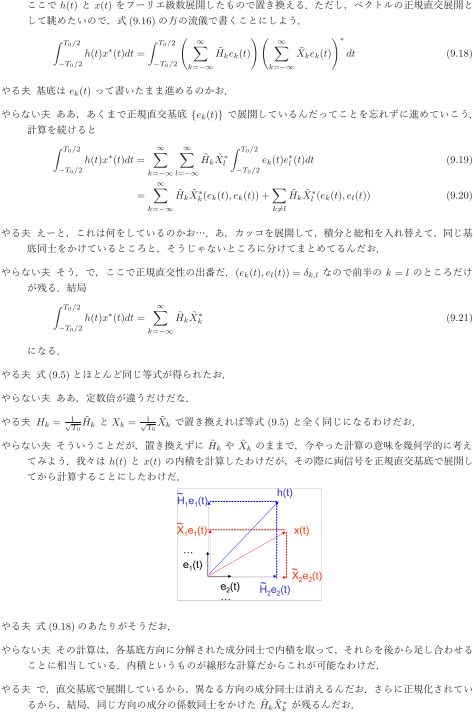 ここで h(t) と x(t) をフーリエ級数展開したもので置き換える．ただし，ベクトルの正規直交展開と
して眺めたいので，式 (9.16) の方の流儀で書くことにしよう．
∫_{-T_0/2}^{T_0/2} h(t)x*(t)dt = ∫_{-T_0/2}^{T_0/2} (∑_{k=-∞}^{∞} H̃_k e_k(t)) (∑_{k=-∞}^{∞} X̃_k e_k(t))^* dt (9.18)
やる夫 基底は e_k(t) って書いたまま進めるのかお．
やらない夫 ああ，あくまで正規直交基底 {e_k(t)} で展開しているんだってことを忘れずに進めていこう．
計算を続けると
∫_{-T_0/2}^{T_0/2} h(t)x*(t)dt = ∑_{k=-∞}^{∞} ∑_{l=-∞}^{∞} H̃_k X̃_l^* ∫_{-T_0/2}^{T_0/2} e_k(t)e_l^*(t)dt (9.19)
= ∑_{k=-∞}^{∞} H̃_k X̃_k^* (e_k(t), e_k(t)) + ∑_{k≠l} H̃_k X̃_l^* (e_k(t), e_l(t)) (9.20)
やる夫 えーと，これは何をしているのかお…．あ，カッコを展開して，積分と総和を入れ替えて，同じ基
底同士をかけているところと，そうじゃないところに分けてまとめてるんだお．
やらない夫 そう．で，ここで正規直交性の出番だ．(e_k(t), e_l(t)) = δ_{k,l} なので前半の k = l のところだけ
が残る．結局
∫_{-T_0/2}^{T_0/2} h(t)x*(t)dt = ∑_{k=-∞}^{∞} H̃_k X̃_k^* (9.21)
になる．
やる夫 式 (9.5) とほとんど同じ等式が得られたお．
やらない夫 ああ，定数倍が違うだけだな．
やる夫 H_k = 1/√T_0 H̃_k と X_k = 1/√T_0 X̃_k で置き換えれば等式 (9.5) と全く同じになるわけだお．
やらない夫 そういうことだが，置き換えずに H̃_k や X̃_k のままで，今やった計算の意味を幾何学的に考え
てみよう．我々は h(t) と x(t) の内積を計算したわけだが，その際に両信号を正規直交基底で展開し
てから計算することにしたわけだ．
h(t)
H̃_1e_1(t)
X̃_1e_1(t)
x(t)
…
e_1(t)
X̃_2e_2(t)
e_2(t)
H̃_2e_2(t)
…
やる夫 式 (9.18) のあたりがそうだお．
やらない夫 その計算は，各基底方向に分解された成分同士で内積を取って，それらを後から足し合わせる
ことに相当している．内積というものが線形な計算だからこれが可能なわけだ．
やる夫 で，直交基底で展開しているから，異なる方向の成分同士は消えるんだお．さらに正規化されてい
るから，結局，同じ方向の成分の係数同士をかけた H̃_k X̃_k^* が残るんだお．